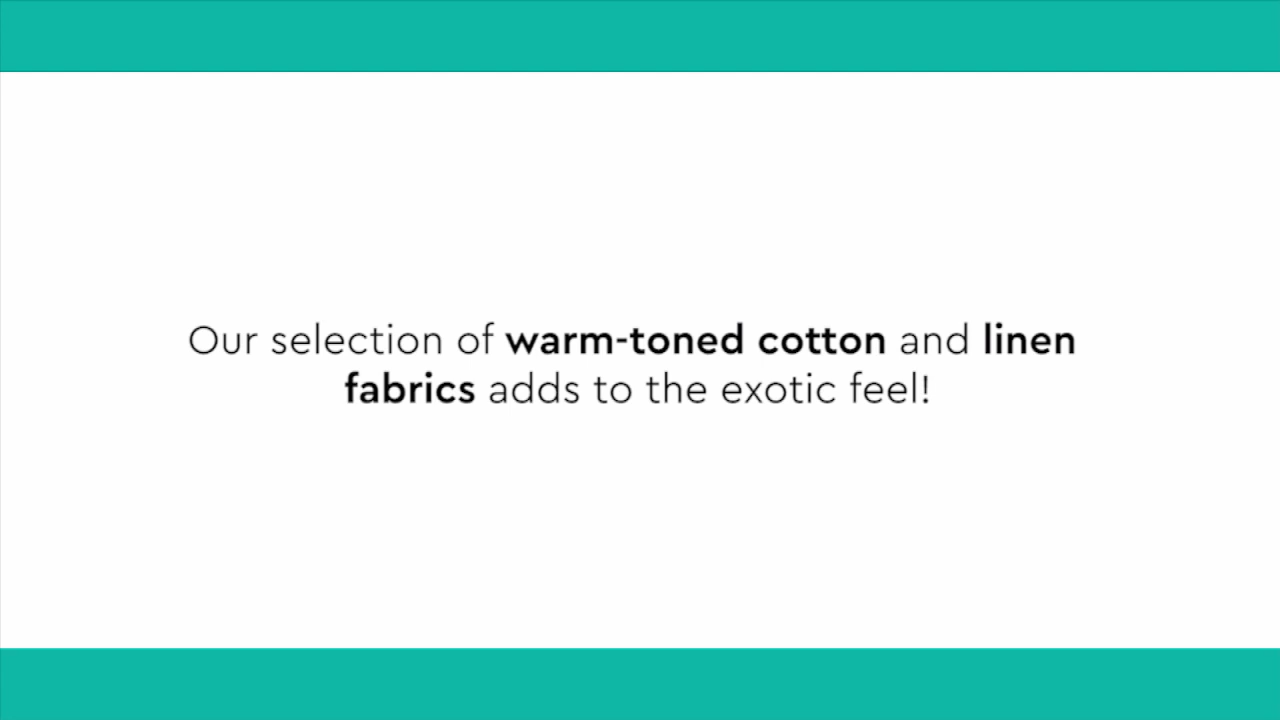 Our selection of warm-toned cotton and linen
fabrics adds to the exotic feel!